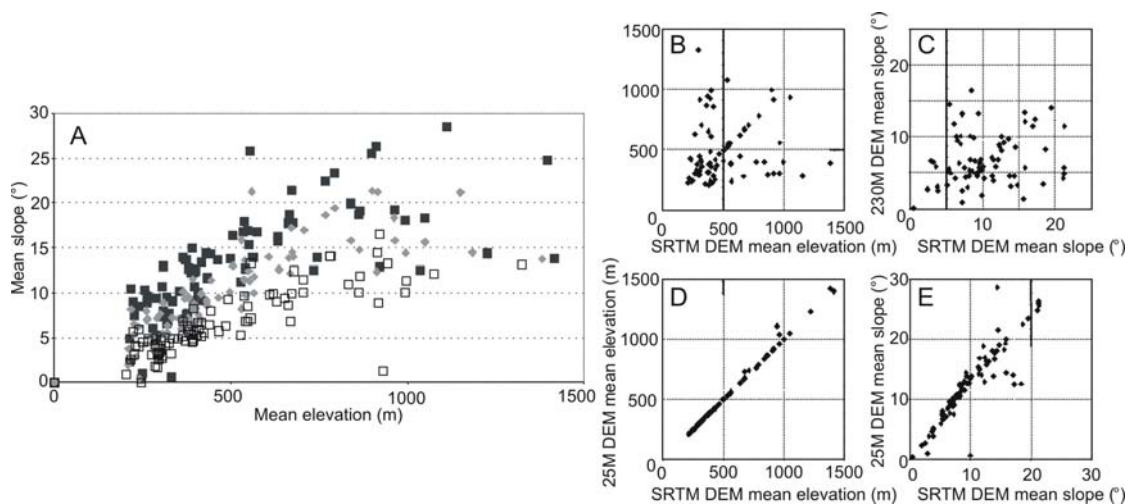 A
30
25
20
15
10
5
0
0
500
1000
1500
Mean slope (°)
Mean elevation (m)
B
1500
1000
500
0
0
500
1000
1500
SRTM DEM mean elevation (m)
C
230M DEM mean slope (°)
20
10
0
0
10
20
SRTM DEM mean slope (°)
D
25M DEM mean elevation (m)
1500
1000
500
0
0
500
1000
1500
SRTM DEM mean elevation (m)
E
25M DEM mean slope (°)
30
20
10
0
0
10
20
30
SRTM DEM mean slope (°)